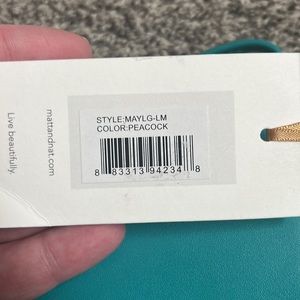 STYLE:MAYLG-LM
COLOR:PEACOCK
8 83313 94234 8
mattandnat.com
Live beautifully.